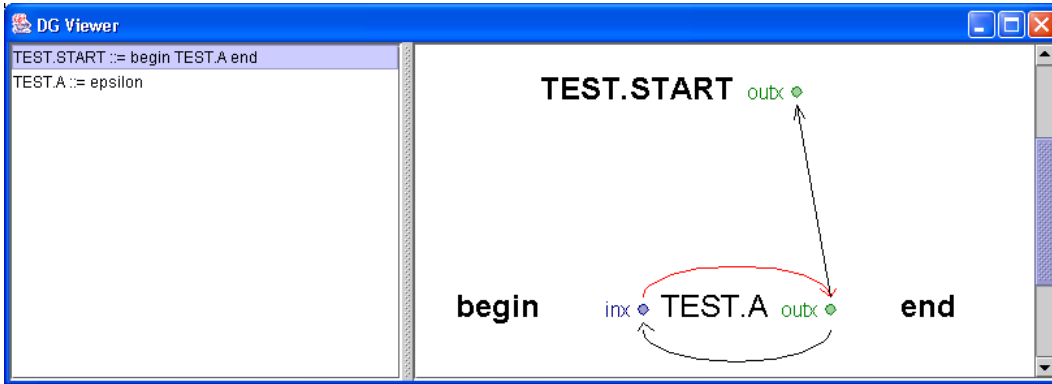 DG Viewer
TEST.START ::= begin TEST.A end
TEST.A ::= epsilon
TEST.START outx
begin inx TEST.A outx end